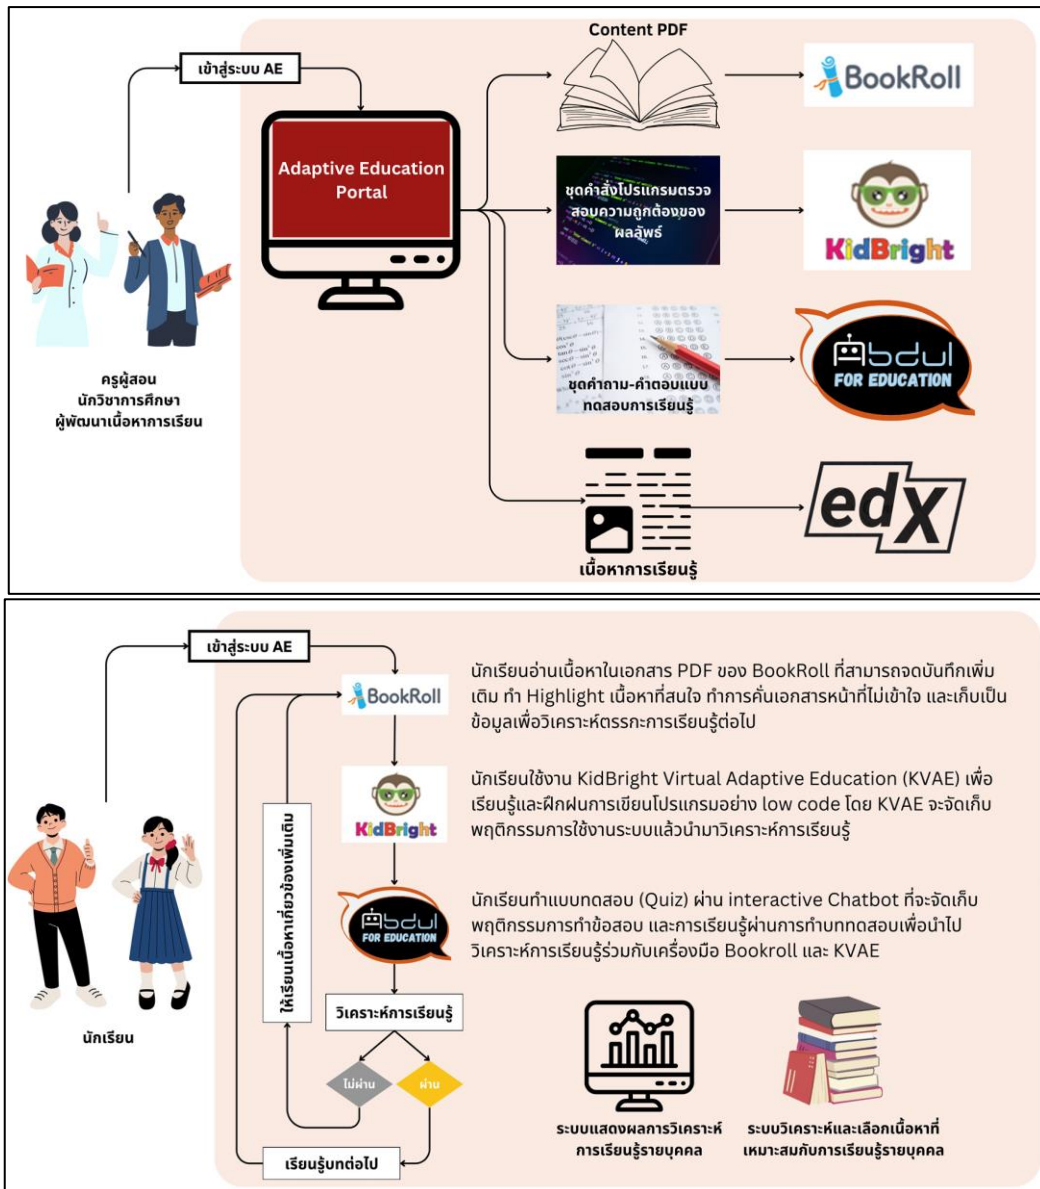 Content PDF
เข้าสู่ระบบ AE
BookRoll
Adaptive Education
Portal
ชุดคำสั่งโปรแกรมตรวจ
สอบความถูกต้องของ
ผลลัพธ์
KidBright
ชุดคำถาม-คำตอบแบบ
ทดสอบการเรียนรู้
Abdul
FOR EDUCATION
ครูผู้สอน
นักวิชาการศึกษา
ผู้พัฒนาเนื้อหาการเรียน
edX
เนื้อหาการเรียนรู้
เข้าสู่ระบบ AE
BookRoll
นักเรียนอ่านเนื้อหาในเอกสาร PDF ของ BookRoll ที่สามารถจดบันทึกเพิ่ม
เติม ทำ Highlight เนื้อหาที่สนใจ ทำการคั่นเอกสารหน้าที่ไม่เข้าใจ และเก็บเป็น
ข้อมูลเพื่อวิเคราะห์ตรรกะการเรียนรู้ต่อไป
KidBright
นักเรียนใช้งาน KidBright Virtual Adaptive Education (KVAE) เพื่อ
เรียนรู้และฝึกฝนการเขียนโปรแกรมอย่าง low code โดย KVAE จะจัดเก็บ
พฤติกรรมการใช้งานระบบแล้วนำมาวิเคราะห์การเรียนรู้
ให้เรียนเนื้อหาเกี่ยวข้องเพิ่มเติม
Abdul
FOR EDUCATION
นักเรียนทำแบบทดสอบ (Quiz) ผ่าน interactive Chatbot ที่จะจัดเก็บ
พฤติกรรมการทำข้อสอบ และการเรียนรู้ผ่านการทำบททดสอบเพื่อนำไป
วิเคราะห์การเรียนรู้ร่วมกับเครื่องมือ Bookroll และ KVAE
วิเคราะห์การเรียนรู้
นักเรียน
ไม่ผ่าน
ผ่าน
เรียนรู้บทต่อไป
ระบบแสดงผลการวิเคราะห์
การเรียนรู้รายบุคคล
ระบบวิเคราะห์และเลือกเนื้อหาที่
เหมาะสมกับการเรียนรู้รายบุคคล